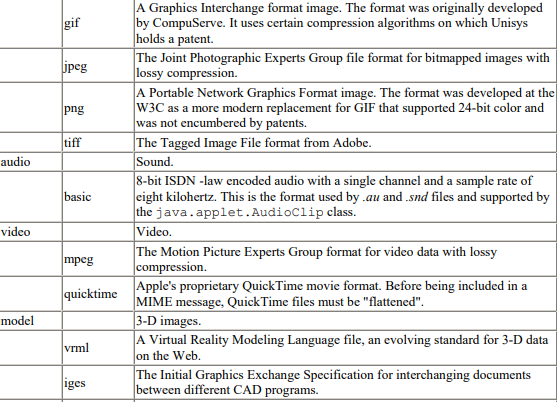 A Graphics Interchange format image. The format was originally developed
gif by CompuServe. It uses certain compression algorithms on which Unisys
holds a patent.
jpeg The Joint Photographic Experts Group file format for bitmapped images with
lossy compression.
A Portable Network Graphics Format image. The format was developed at the
png W3C as a more modern replacement for GIF that supported 24-bit color and
was not encumbered by patents.
tiff The Tagged Image File format from Adobe.
audio Sound.
8-bit ISDN -law encoded audio with a single channel and a sample rate of
basic eight kilohertz. This is the format used by .au and .snd files and supported by
the java.applet.AudioClip class.
video Video.
mpeg The Motion Picture Experts Group format for video data with lossy
compression.
quicktime Apple's proprietary QuickTime movie format. Before being included in a
MIME message, QuickTime files must be "flattened".
model 3-D images.
vrml A Virtual Reality Modeling Language file, an evolving standard for 3-D data
on the Web.
iges The Initial Graphics Exchange Specification for interchanging documents
between different CAD programs.